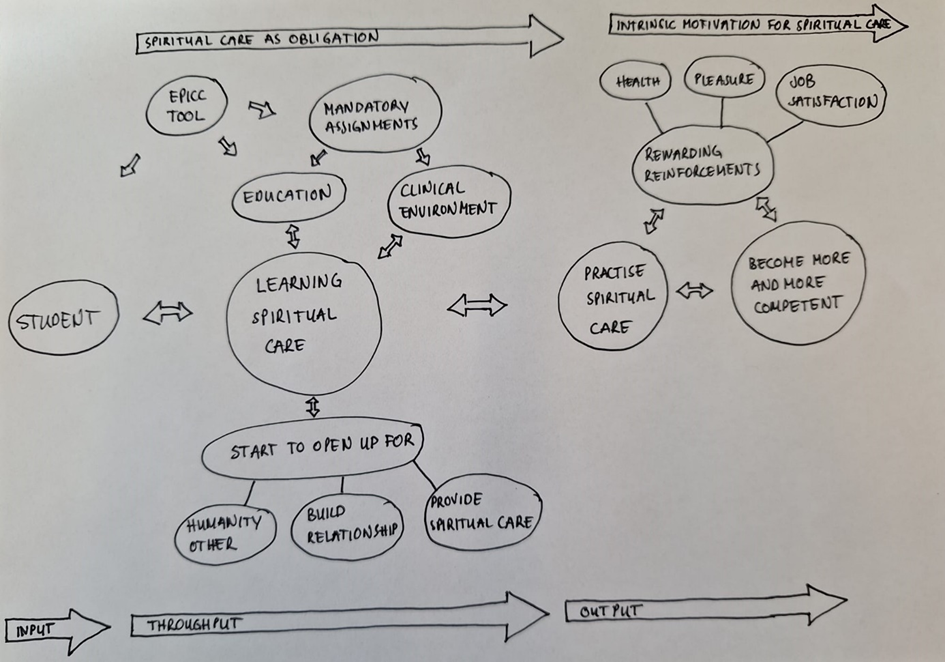 SPIRITUAL CARE AS OBLIGATION
INTRINSIC MOTIVATION FOR SPIRITUAL CARE
EPICC
TOOL
MANDATORY
ASSIGNMENTS
HEALTH
PLEASURE
JOB
SATISFACTION
REWARDING
REINFORCEMENTS
EDUCATION
CLINICAL
ENVIRONMENT
STUDENT
LEARNING
SPIRITUAL
CARE
PRACTISE
SPIRITUAL
CARE
BECOME MORE
AND MORE
COMPETENT
START TO OPEN UP FOR
HUMANITY
OTHER
BUILD
RELATIONSHIP
PROVIDE
SPIRITUAL CARE
INPUT
THROUGHPUT
OUTPUT